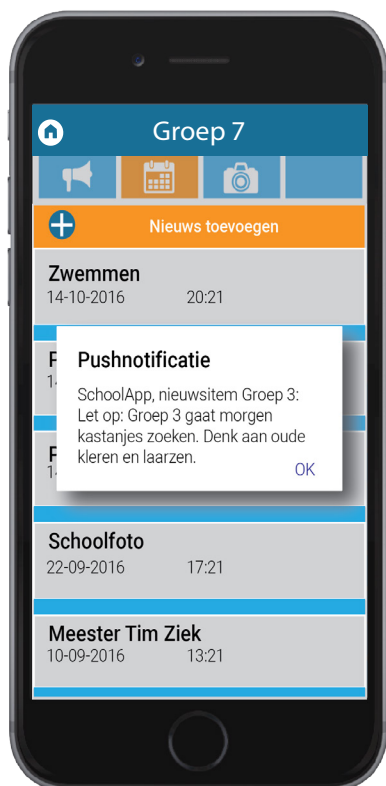 Groep 7
Nieuws toevoegen
Zwemmen
14-10-2016 20:21
Pushnotificatie
SchoolApp, nieuwsitem Groep 3:
Let op: Groep 3 gaat morgen
kastanjes zoeken. Denk aan oude
kleren en laarzen.
OK
Schoolfoto
22-09-2016 17:21
Meester Tim Ziek
10-09-2016 13:21